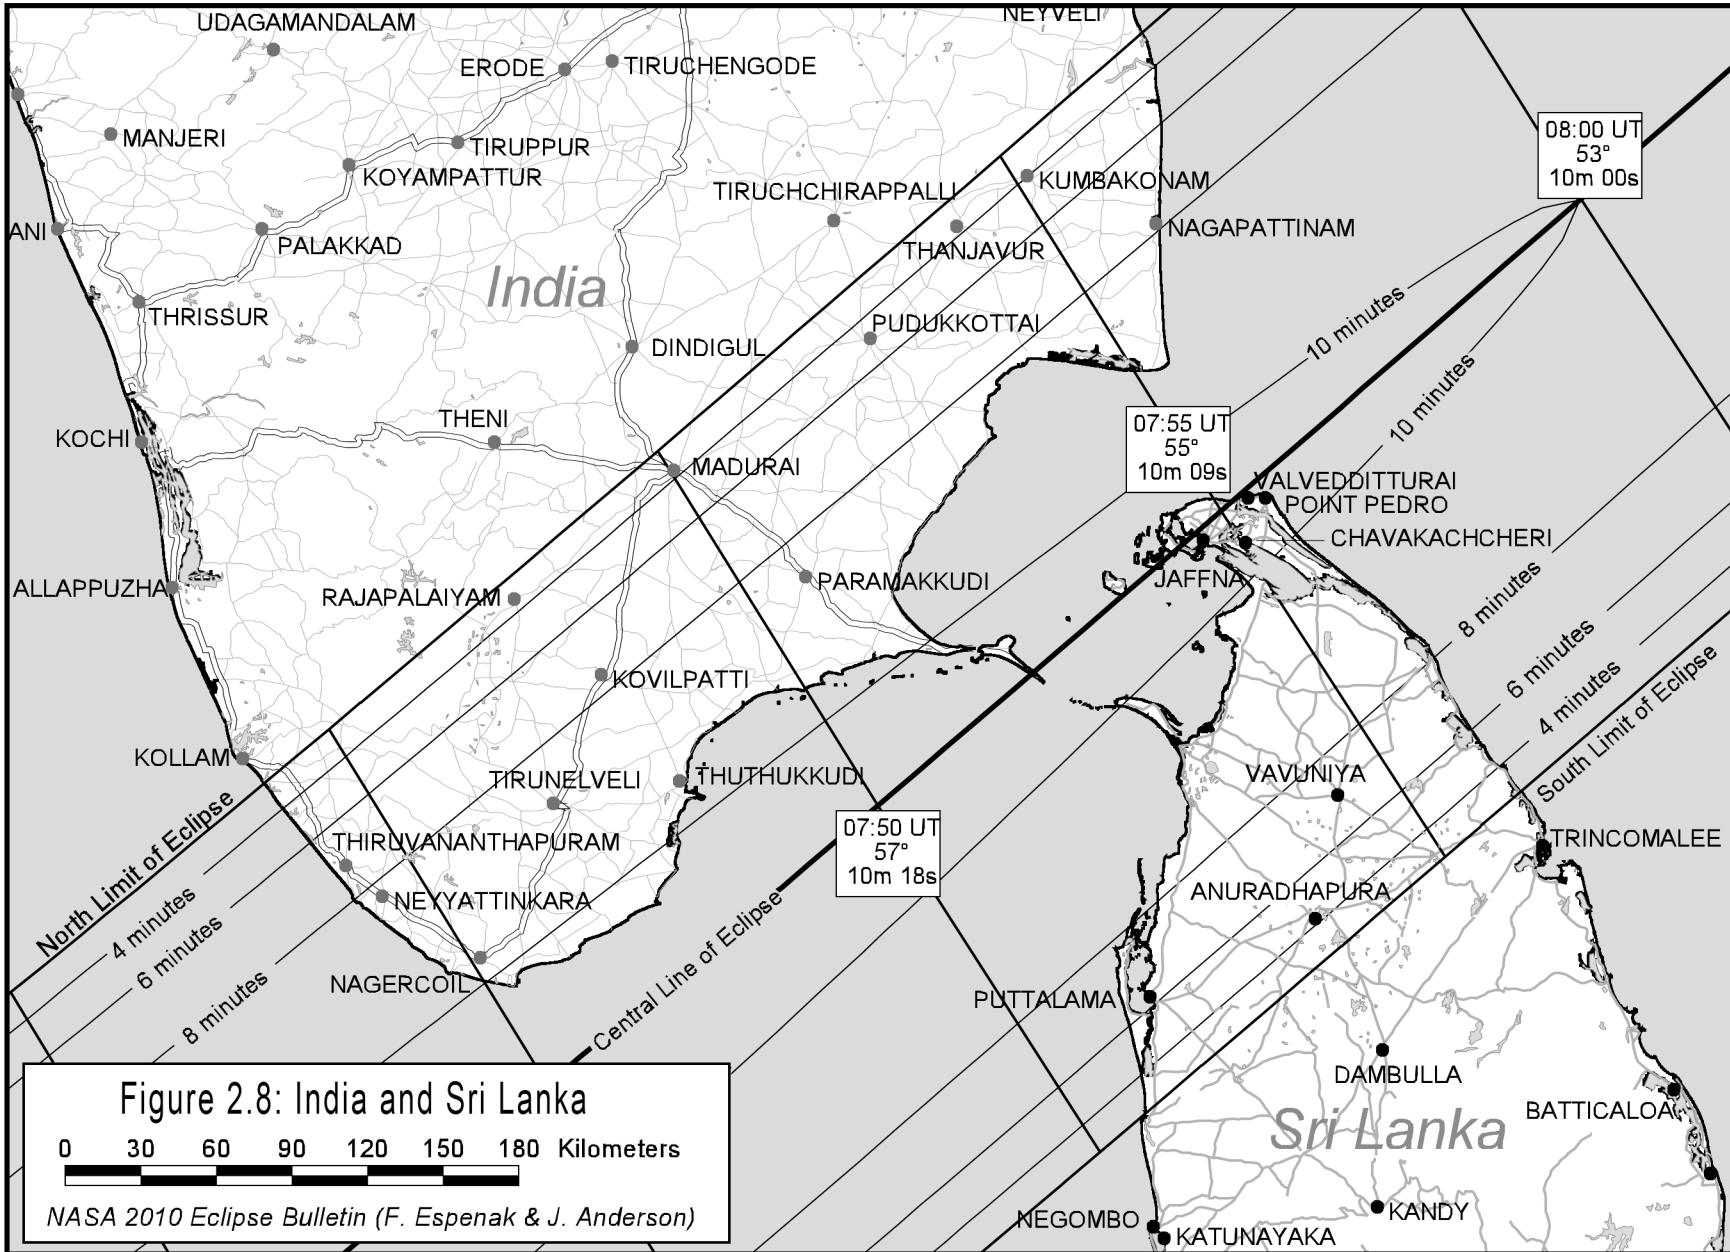 UDAGAMANDALAM
NEYVELI
ERODE
TIRUCHENGODE
MANJERI
TIRUPPUR
KOYAMPATTUR
TIRUCHCHIRAPPALLI
KUMBAKONAM
ANI
PALAKKAD
THANJAVUR
NAGAPATTINAM
08:00 UT
53°
10m 00s
India
THRISSUR
PUDUKKOTTAI
DINDIGUL
10 minutes
10 minutes
THENI
KOCHI
MADURAI
07:55 UT
55°
10m 09s
VALVEDDITTURAI
POINT PEDRO
CHAVAKACHCHERI
JAFFNA
ALLAPPUZHA
RAJAPALAIYAM
PARAMAKKUDI
8 minutes
6 minutes
4 minutes
South Limit of Eclipse
KOVILPATTI
KOLLAM
TIRUNELVELI
THUTHUKKUDI
VAVUNIYA
North Limit of Eclipse
4 minutes
6 minutes
8 minutes
THIRUVANANTHAPURAM
07:50 UT
57°
10m 18s
TRINCOMALEE
NEYYATTINKARA
ANURADHAPURA
Central Line of Eclipse
NAGERCOIL
PUTTALAMA
DAMBULLA
BATTICALOA
Sri Lanka
KANDY
NEGOMBO
KATUNAYAKA
Figure 2.8: India and Sri Lanka
0 30 60 90 120 150 180 Kilometers
NASA 2010 Eclipse Bulletin (F. Espenak & J. Anderson)